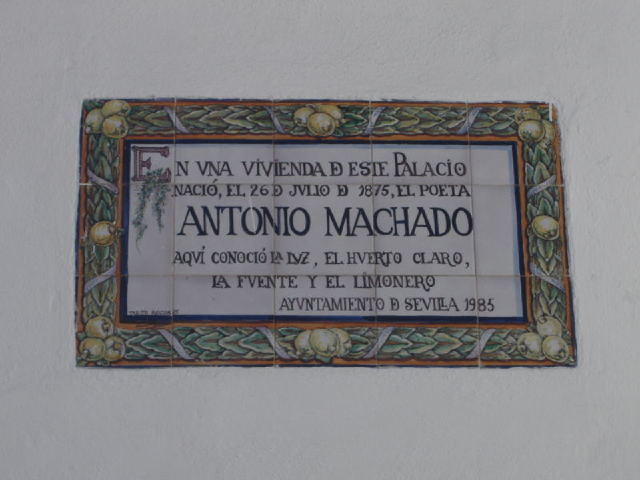 EN VNA VIVIENDA D ESTE PALACIO
NACIÓ, EL 26 D JULIO D 1875, EL POETA
ANTONIO MACHADO
AQVÍ CONOCIÓ LA LVZ, EL HVERTO CLARO,
LA FVENTE Y EL LIMONERO
AYVNTAMIENTO D SEVILLA 1985